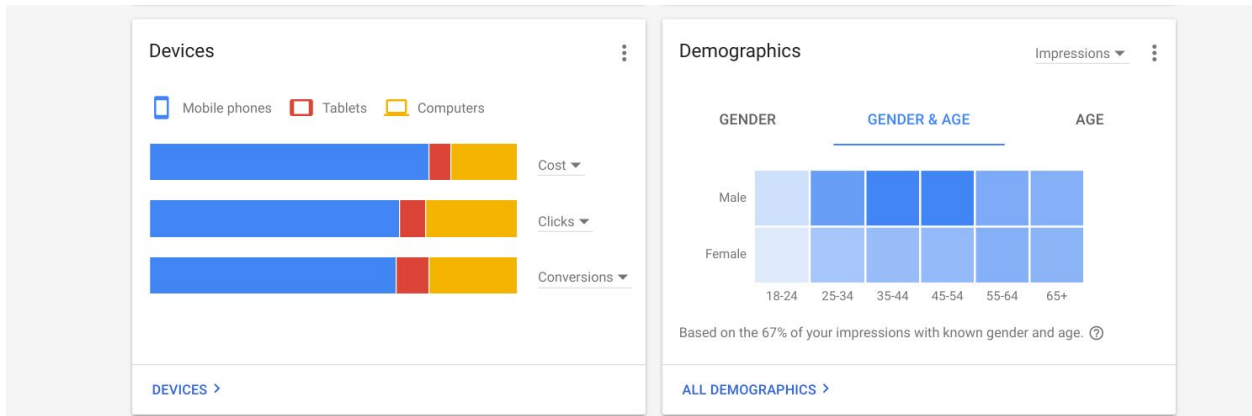 Devices
Mobile phones Tablets Computers
Cost
Clicks
Conversions
DEVICES
Demographics Impressions
GENDER GENDER & AGE AGE
Male
Female
18-24 25-34 35-44 45-54 55-64 65+
Based on the 67% of your impressions with known gender and age.
ALL DEMOGRAPHICS